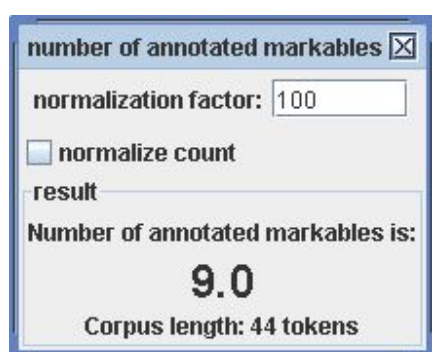 number of annotated markables
normalization factor: 100
normalize count
result
Number of annotated markables is:
9.0
Corpus length: 44 tokens